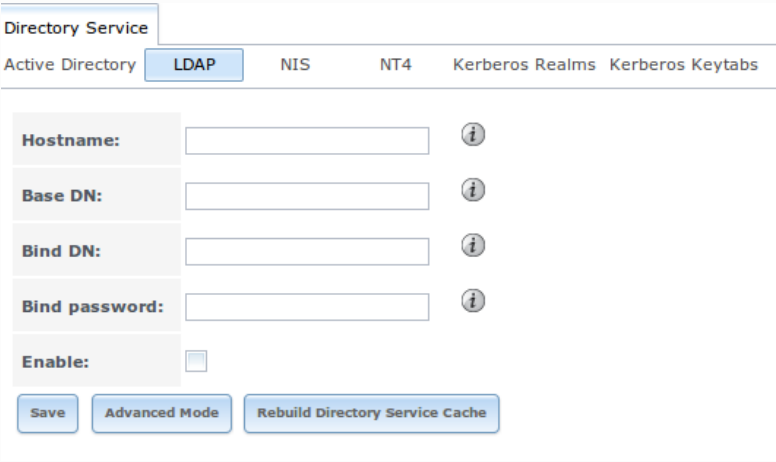 Directory Service
Active Directory LDAP NIS NT4 Kerberos Realms Kerberos Keytabs
Hostname: i
Base DN: i
Bind DN: i
Bind password: i
Enable:
Save Advanced Mode Rebuild Directory Service Cache